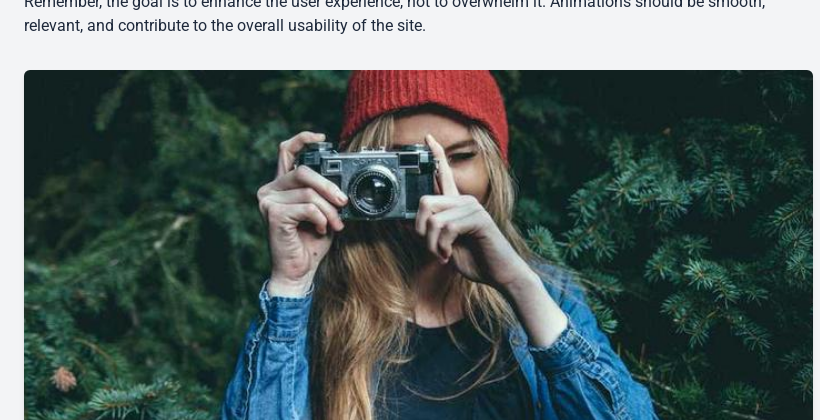 Remember, the goal is to enhance the user experience, not to overwhelm it. Animations should be smooth,
relevant, and contribute to the overall usability of the site.